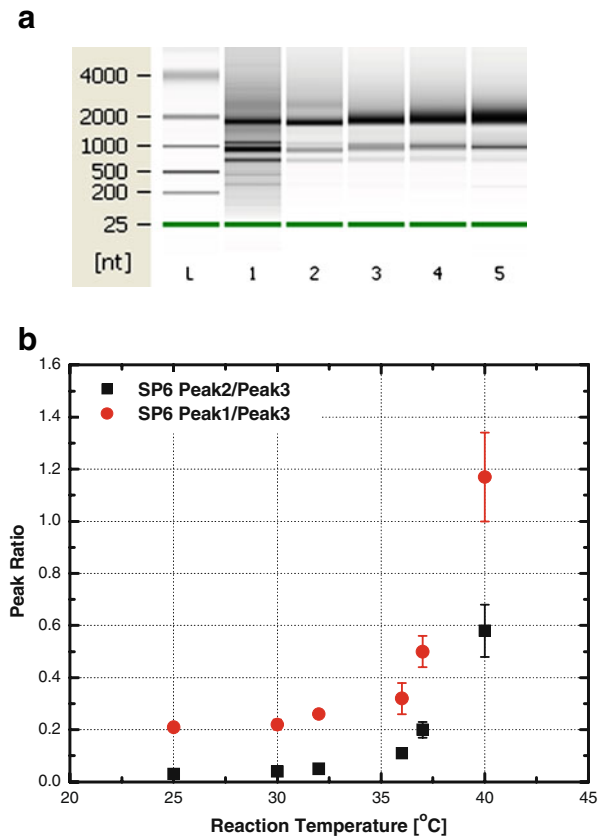 a
4000
2000
1000
500
200
25
[nt]
L 1 2 3 4 5
b
1.6
1.4
1.2
1.0
0.8
0.6
0.4
0.2
0.0
Peak Ratio
SP6 Peak2/Peak3
SP6 Peak1/Peak3
20 25 30 35 40 45
Reaction Temperature [°C]